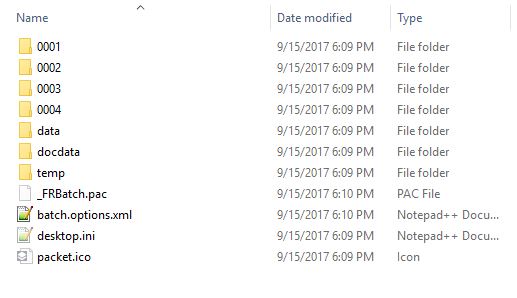 Name Date modified Type
0001 9/15/2017 6:09 PM File folder
0002 9/15/2017 6:09 PM File folder
0003 9/15/2017 6:09 PM File folder
0004 9/15/2017 6:09 PM File folder
data 9/15/2017 6:09 PM File folder
docdata 9/15/2017 6:09 PM File folder
temp 9/15/2017 6:09 PM File folder
_FRBatch.pac 9/15/2017 6:10 PM PAC File
batch.options.xml 9/15/2017 6:10 PM Notepad++ Docu...
desktop.ini 9/15/2017 6:09 PM Notepad++ Docu...
packet.ico 9/15/2017 6:09 PM Icon